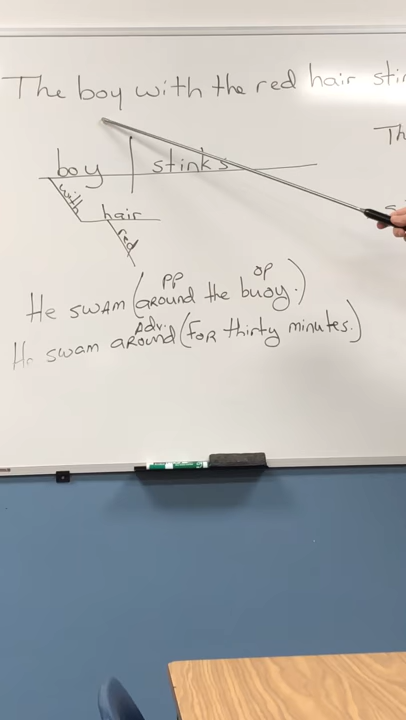 The boy with the red hair
Th
boy stinks
with
hair
red
PP OP
He swam (around the buoy.)
Adv.
He swam around (for thirty minutes.)